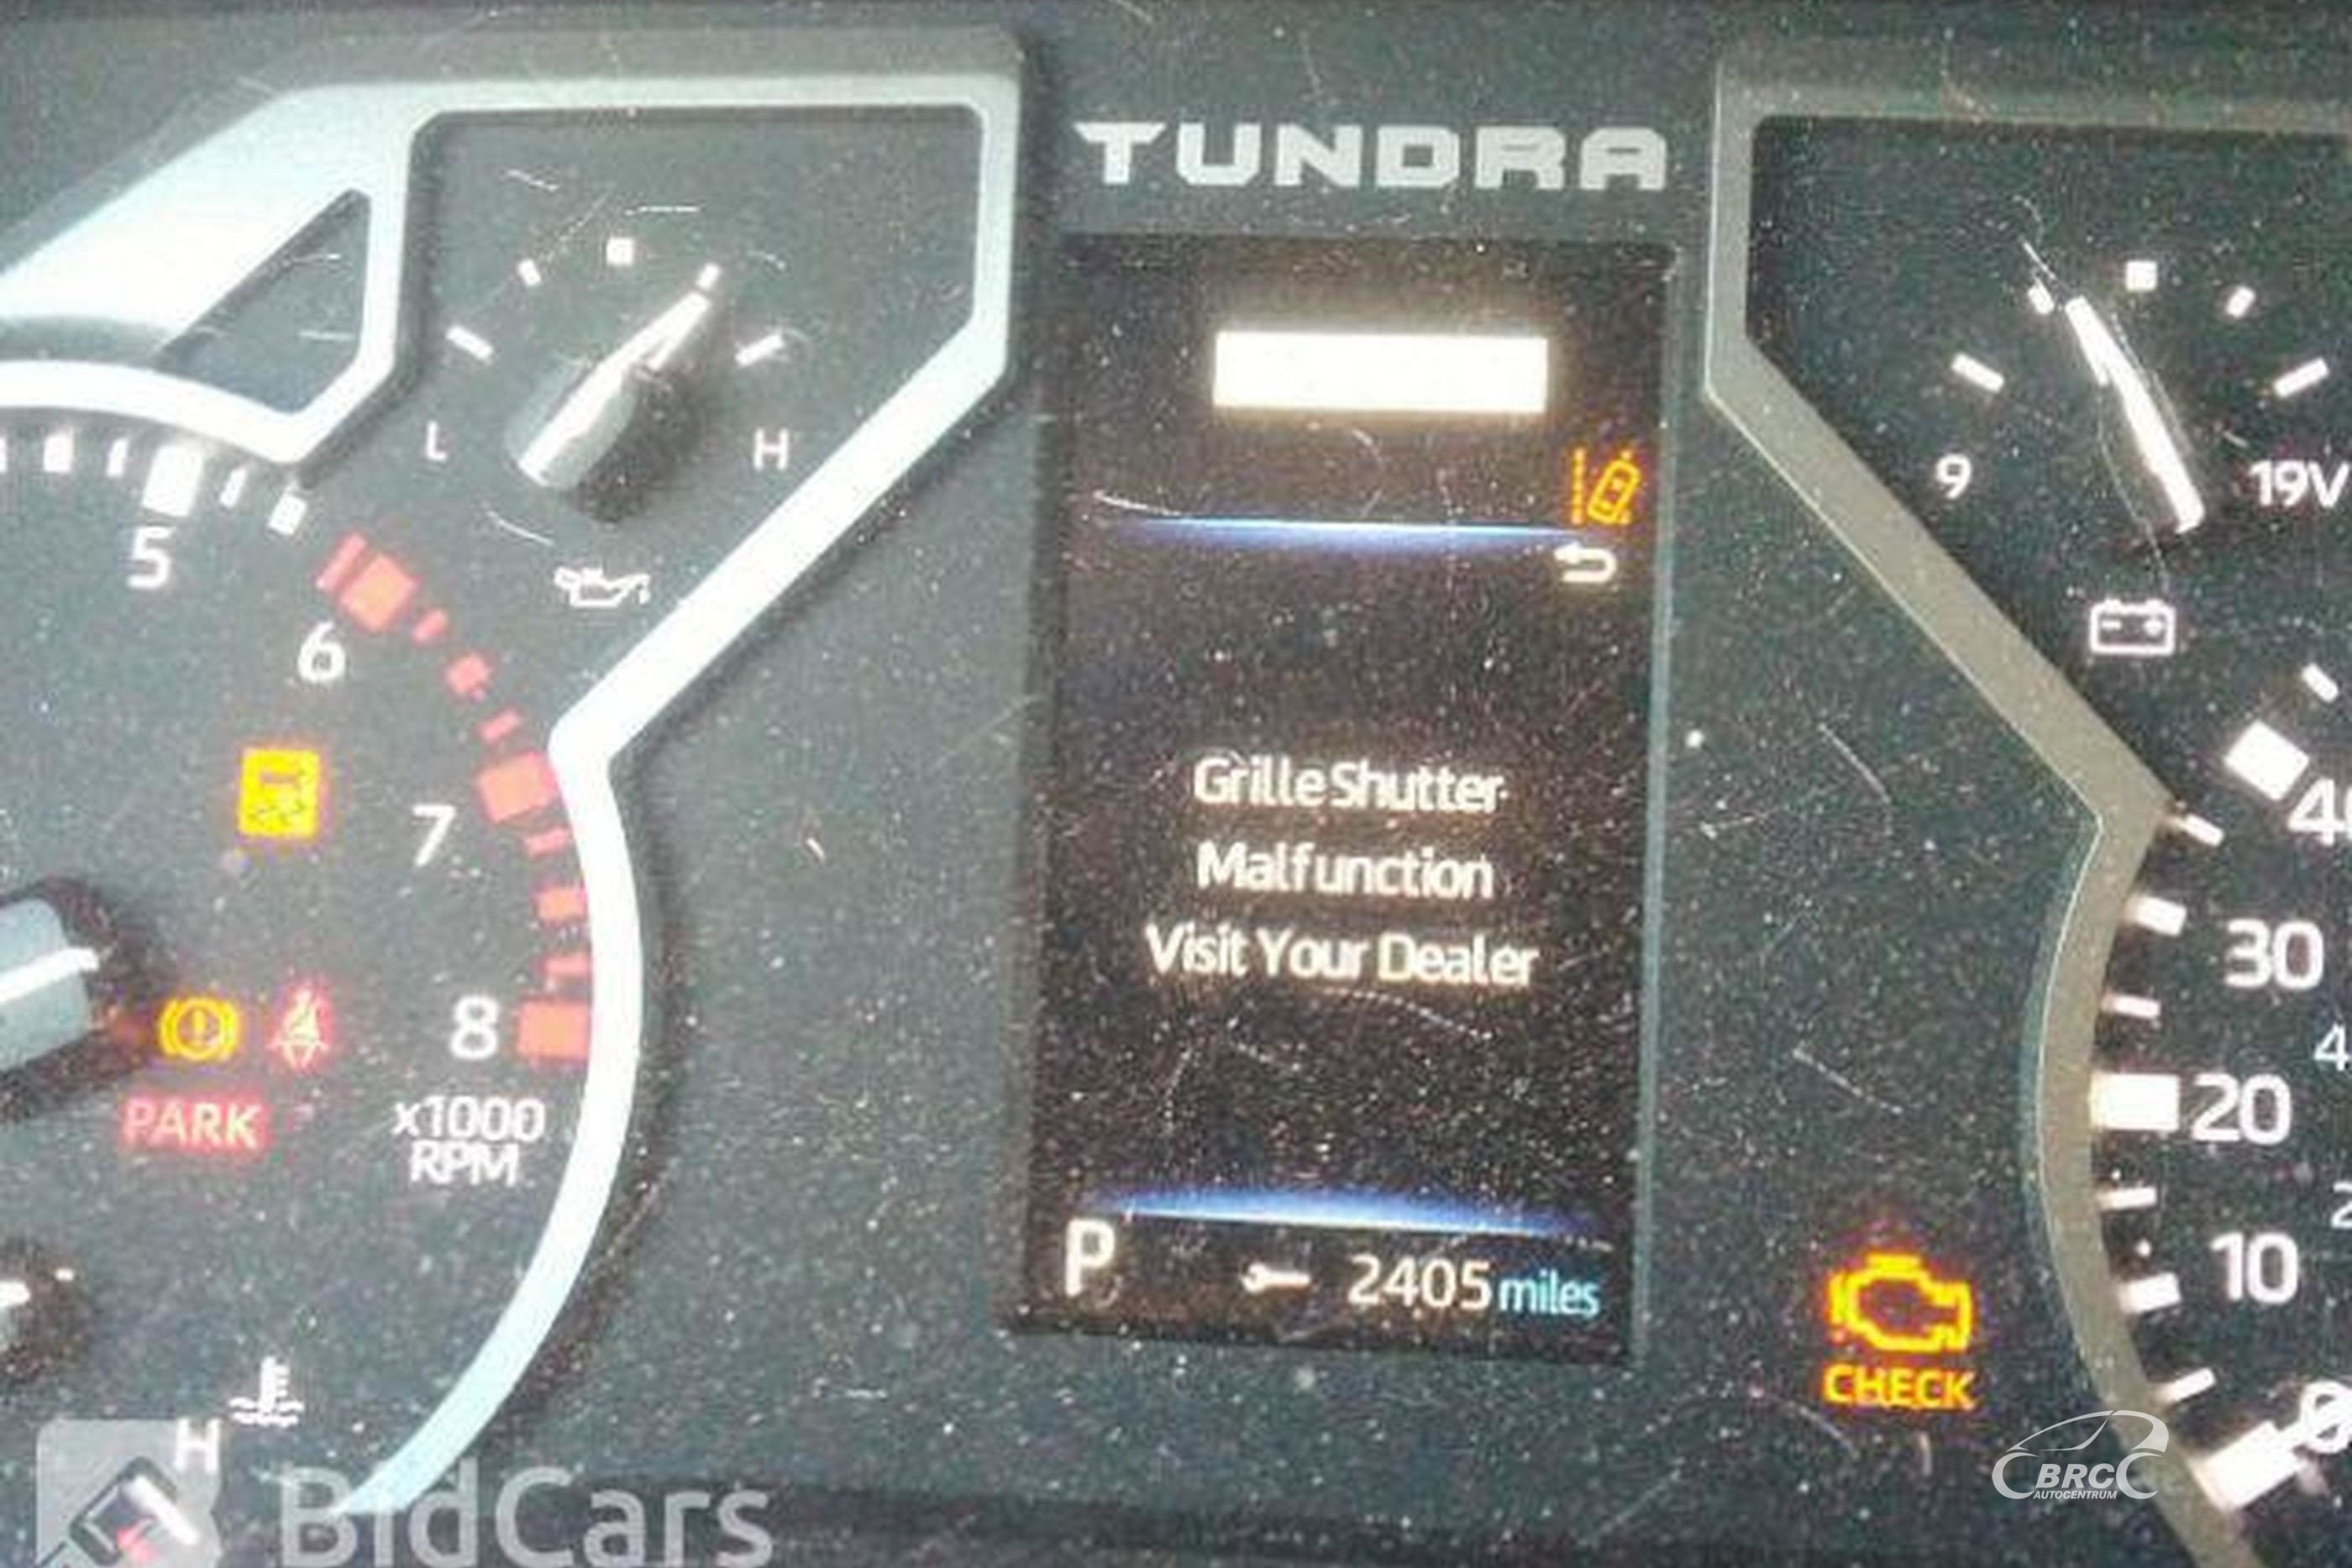 TUNDRA
L
H
9
19V
5
6
7
8
x1000
RPM
PARK
Grille Shutter
Malfunction
Visit Your Dealer
P
2405 miles
CHECK
40
30
20
10
0
H
BidCars
BRC
AUTOCENTRUM